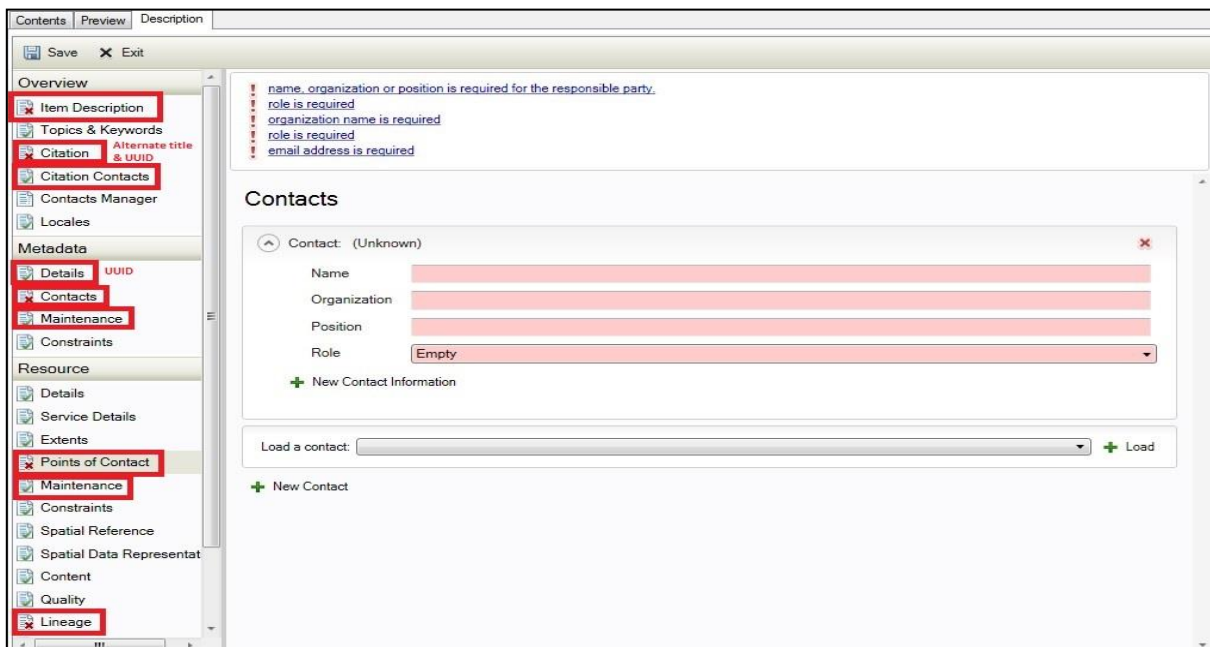 Contents Preview Description
Save Exit
Overview
Item Description
Topics & Keywords
Citation Alternate title & UUID
Citation Contacts
Contacts Manager
Locales
Metadata
Details UUID
Contacts
Maintenance
Constraints
Resource
Details
Service Details
Extents
Points of Contact
Maintenance
Constraints
Spatial Reference
Spatial Data Representat
Content
Quality
Lineage
! name, organization or position is required for the responsible party.
! role is required
! organization name is required
! role is required
! email address is required
Contacts
Contact: (Unknown)
Name
Organization
Position
Role Empty
New Contact Information
Load a contact: Load
New Contact